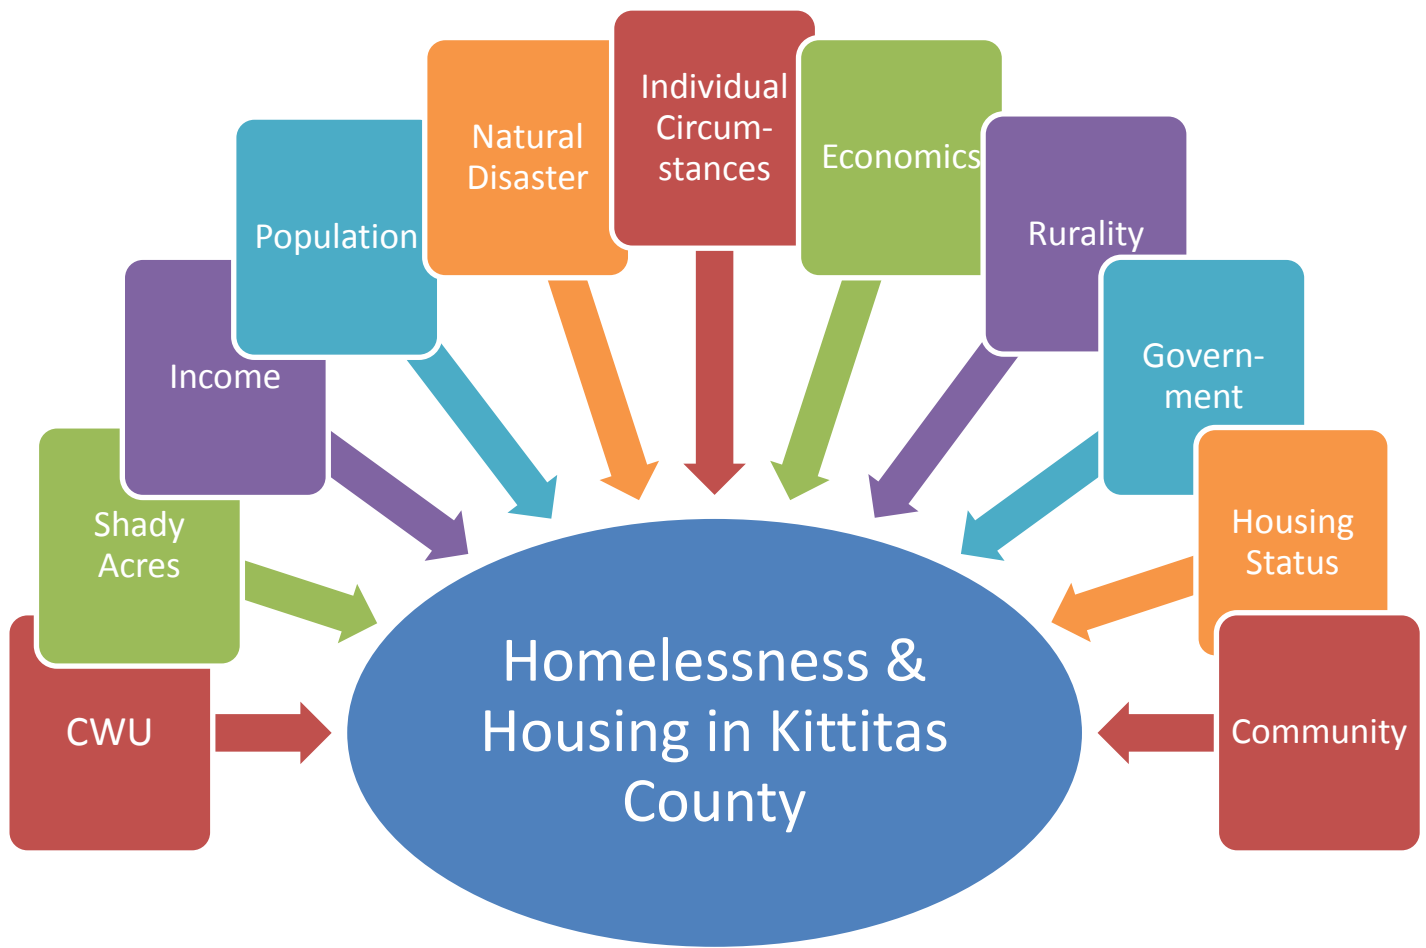 CWU
Shady
Acres
Income
Population
Natural
Disaster
Individual
Circum-
stances
Economics
Rurality
Govern-
ment
Housing
Status
Community
Homelessness &
Housing in Kittitas
County